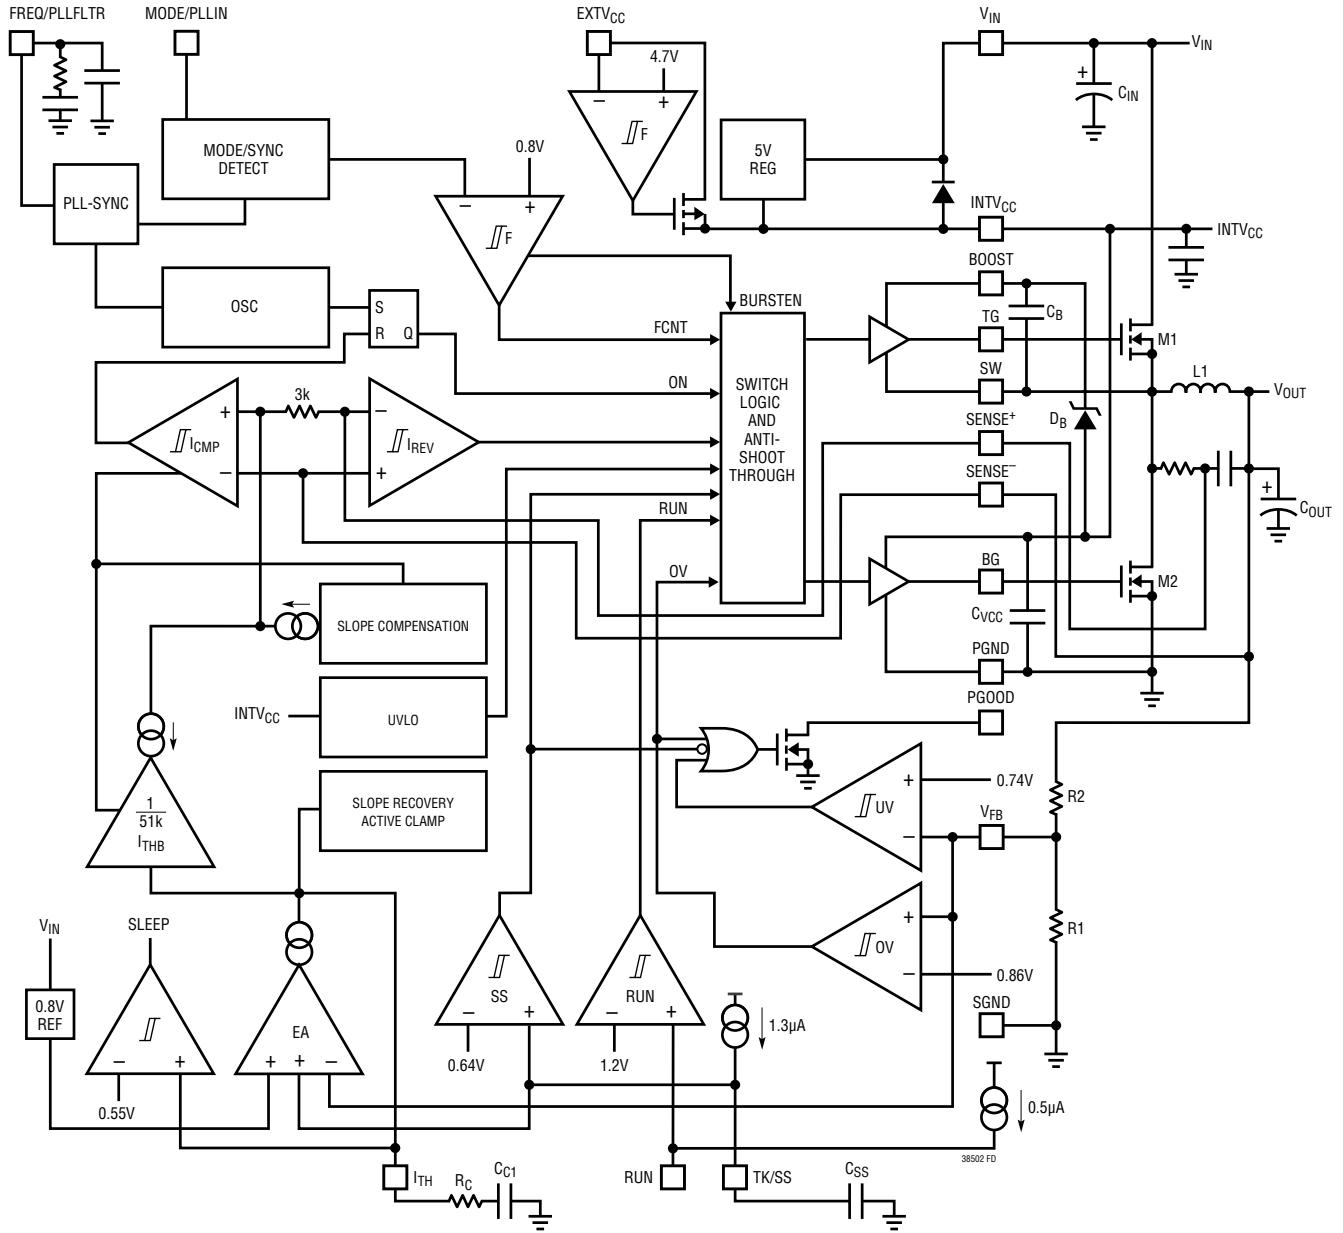 FREQ/PLLFLTR
MODE/PLLIN
EXTVCC
VIN
VIN
4.7V
+
CIN
− +
F
MODE/SYNC
DETECT
0.8V
5V
REG
PLL-SYNC
− +
F
INTVCC
INTVCC
OSC
S
R Q
BOOST
BURSTEN
CB
TG
M1
FCNT
SW
L1
VOUT
ON
SWITCH
LOGIC
AND
ANTI-
SHOOT
THROUGH
3k
+
−
ICMP
−
+
IREV
SENSE+
DB
SENSE−
+
COUT
RUN
OV
BG
M2
CVCC
SLOPE COMPENSATION
PGND
PGOOD
INTVCC
UVLO
+ 0.74V
UV
−
VFB
R2
SLOPE RECOVERY
ACTIVE CLAMP
1
51k
ITHB
+
OV
− 0.86V
R1
VIN
SLEEP
0.8V
REF
− +
0.55V
EA
+ + −
SS
− +
0.64V
RUN
− +
1.2V
1.3µA
SGND
0.5µA
38502 FD
ITH
RC
CC1
RUN
TK/SS
CSS